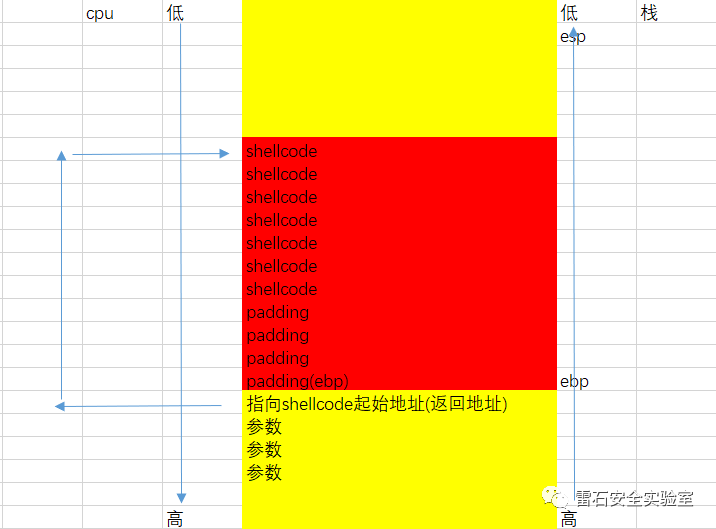 cpu 低 低 栈
esp
shellcode
shellcode
shellcode
shellcode
shellcode
shellcode
shellcode
padding
padding
padding
padding(ebp) ebp
指向shellcode起始地址(返回地址)
参数
参数
参数
雷石安全实验室
高 高